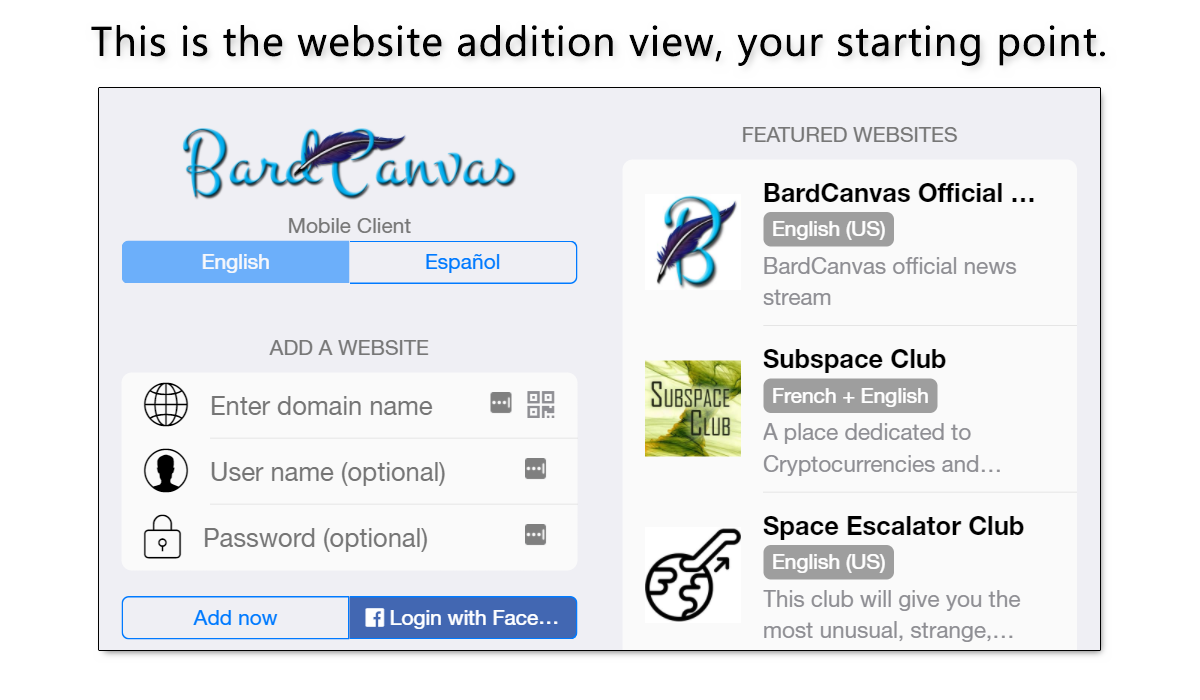 This is the website addition view, your starting point.
BardCanvas
Mobile Client
English
Español
ADD A WEBSITE
Enter domain name
User name (optional)
Password (optional)
Add now
Login with Face...
FEATURED WEBSITES
BardCanvas Official ...
English (US)
BardCanvas official news
stream
SUBSPACE
CLUB
Subspace Club
French + English
A place dedicated to
Cryptocurrencies and...
Space Escalator Club
English (US)
This club will give you the
most unusual, strange,...